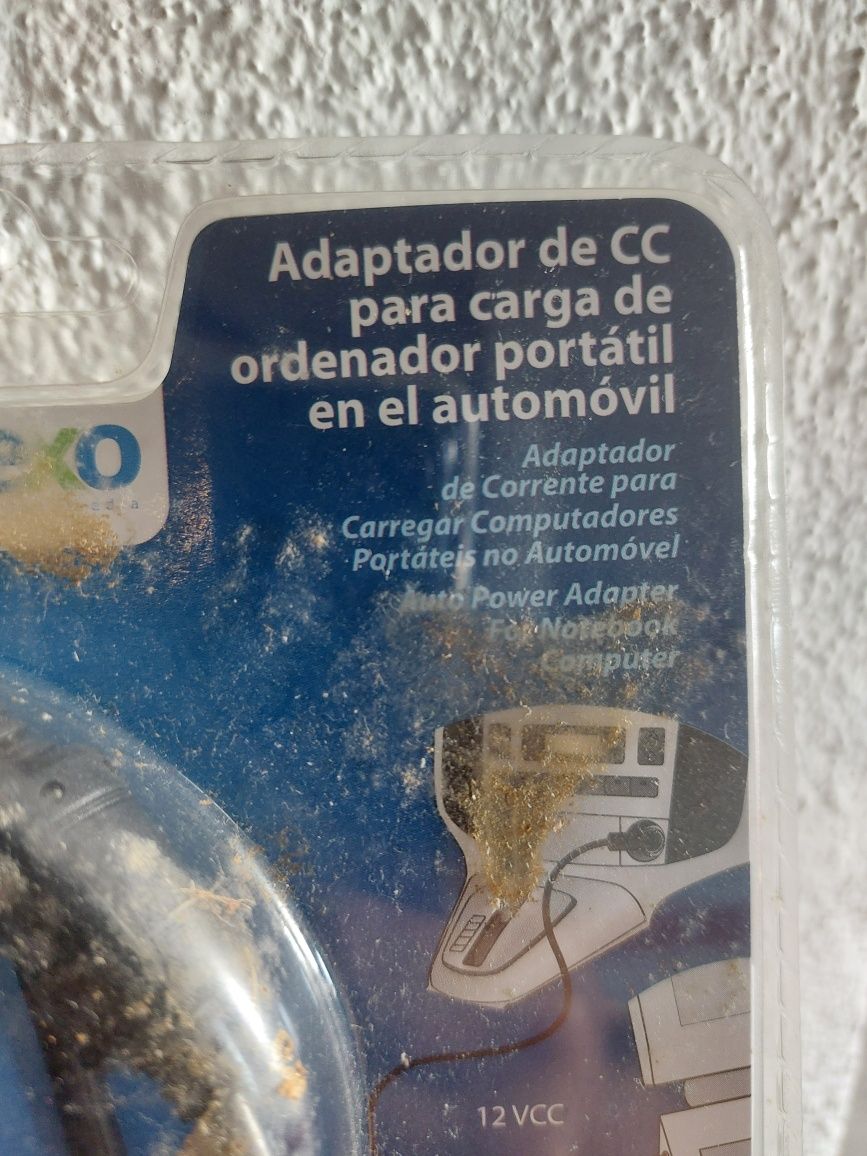 Adaptador de CC
para carga de
ordenador portátil
en el automóvil
exo
Adaptador
de Corrente para
Carregar Computadores
Portáteis no Automóvel
Auto Power Adapter
For Notebook
Computer
12 VCC